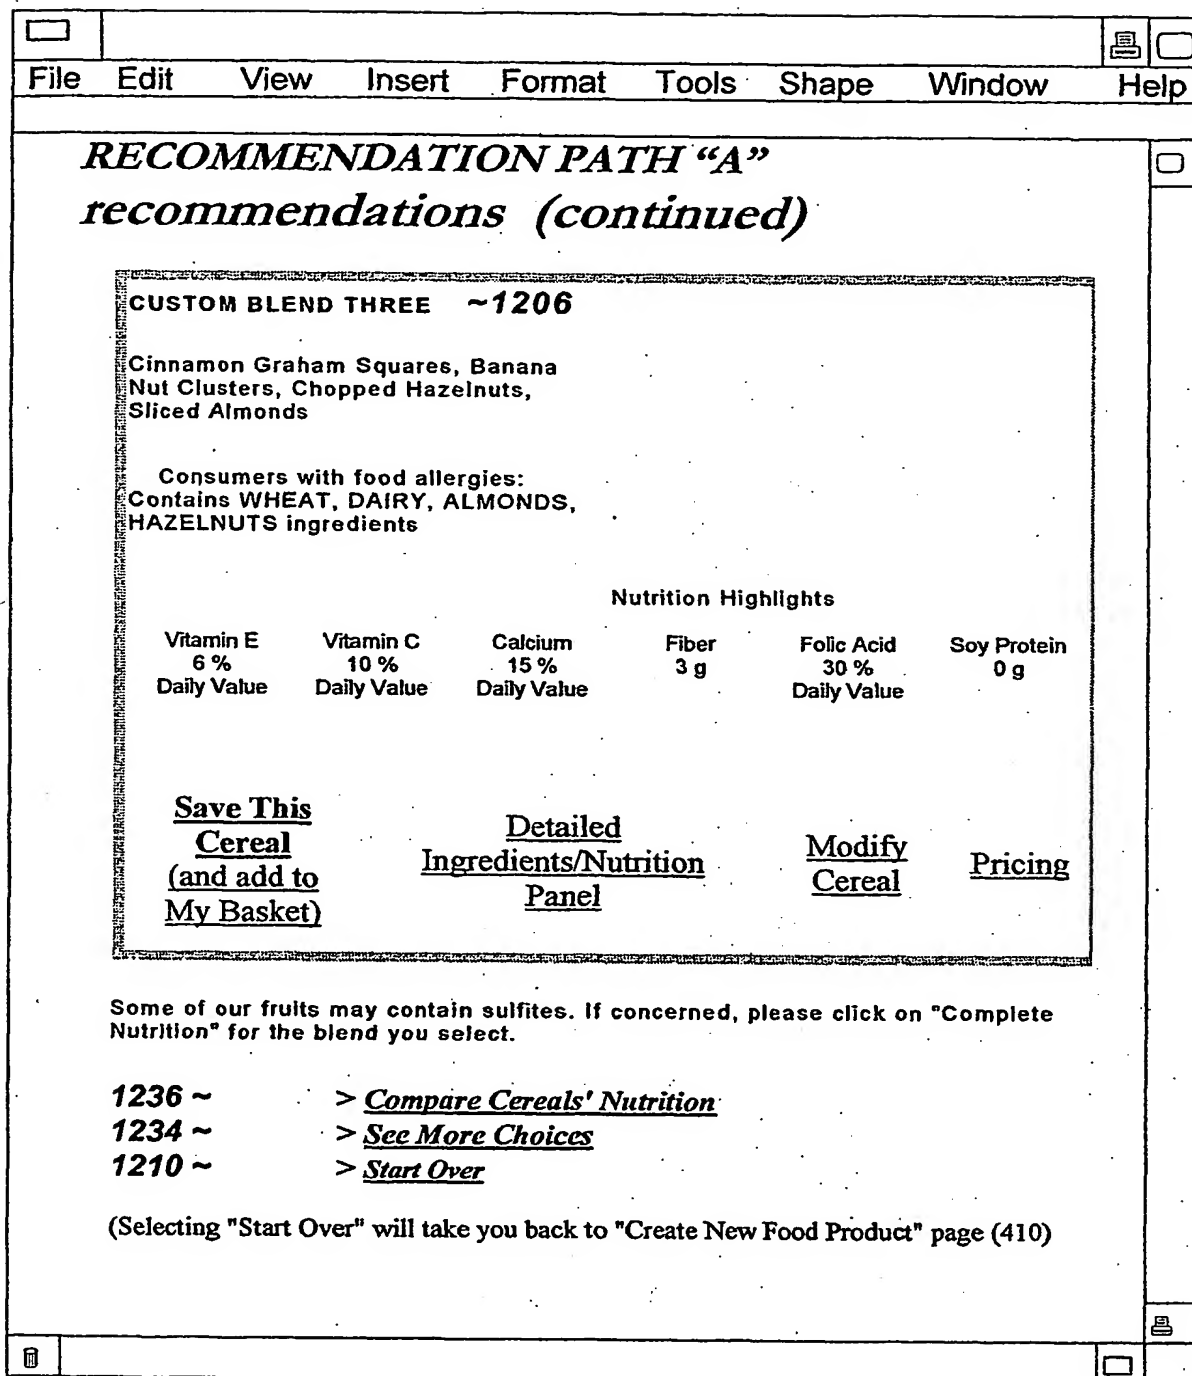 File Edit View Insert Format Tools Shape Window Help
RECOMMENDATION PATH “A”
recommendations (continued)
CUSTOM BLEND THREE ~1206
Cinnamon Graham Squares, Banana
Nut Clusters, Chopped Hazelnuts,
Sliced Almonds
Consumers with food allergies:
Contains WHEAT, DAIRY, ALMONDS,
HAZELNUTS ingredients
Nutrition Highlights
Vitamin E Vitamin C Calcium Fiber Folic Acid Soy Protein
6 % 10 % 15 % 3 g 30 % 0 g
Daily Value Daily Value Daily Value Daily Value
Save This
Cereal
(and add to
My Basket)
Detailed
Ingredients/Nutrition
Panel
Modify
Cereal
Pricing
Some of our fruits may contain sulfites. If concerned, please click on "Complete
Nutrition" for the blend you select.
1236 ~ > Compare Cereals' Nutrition
1234 ~ > See More Choices
1210 ~ > Start Over
(Selecting "Start Over" will take you back to "Create New Food Product" page (410)